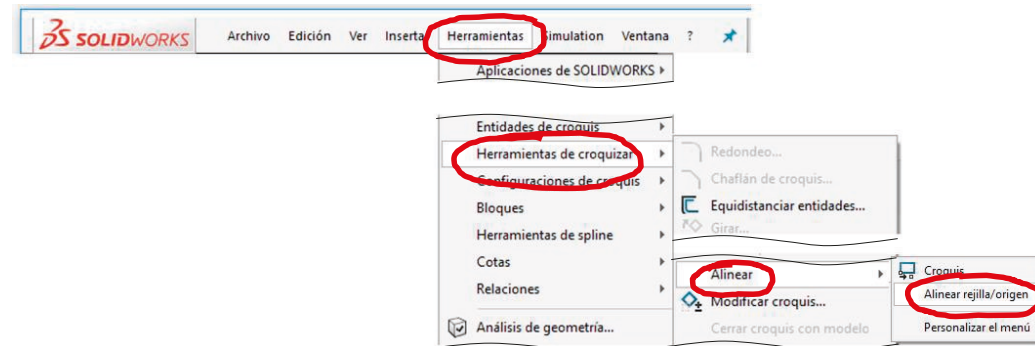 SOLIDWORKS Archivo Edición Ver Inserta Herramientas Simulation Ventana ?
Aplicaciones de SOLIDWORKS
Entidades de croquis
Herramientas de croquizar
Configuraciones de croquis
Bloques
Herramientas de spline
Cotas
Relaciones
Análisis de geometría...
Redondeo...
Chaflán de croquis...
Equidistanciar entidades...
Girar...
Alinear
Modificar croquis...
Cerrar croquis con modelo
Croquis
Alinear rejilla/origen
Personalizar el menú